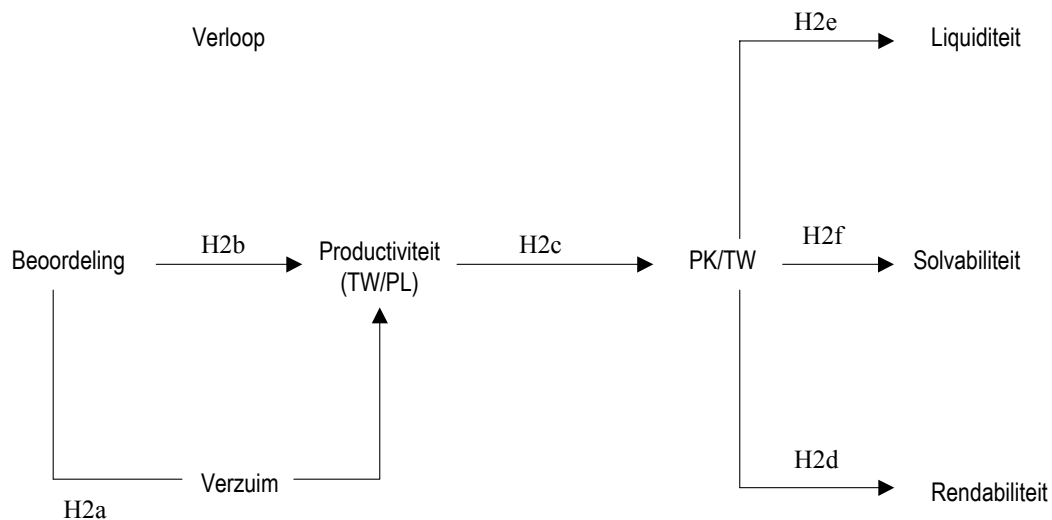 H2e
Verloop
Liquiditeit
H2b
H2c
H2f
Beoordeling
Productiviteit
(TW/PL)
PK/TW
Solvabiliteit
H2d
Verzuim
Rendabiliteit
H2a